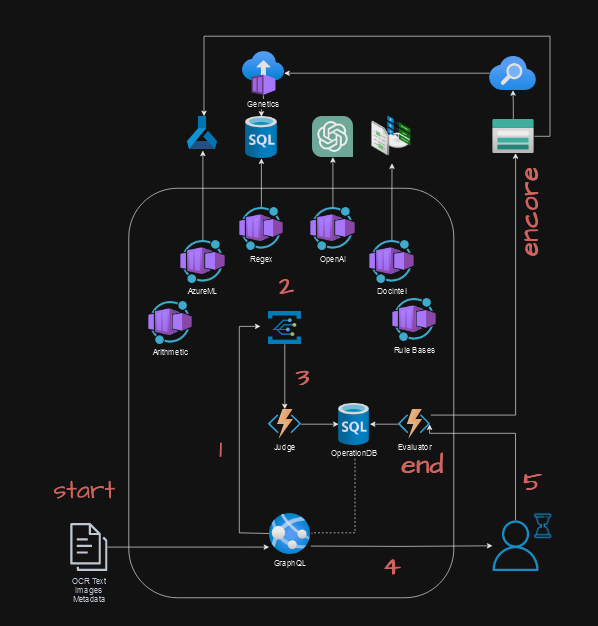 Genetics
SQL
SQL
encore
Regex
OpenAI
AzureML
DocIntel
2
Arithmetic
Rule Bases
3
SQL
Judge
OperationDB
Evaluator
1
end
start
5
GraphQL
4
OCR Text
Images
Metadata